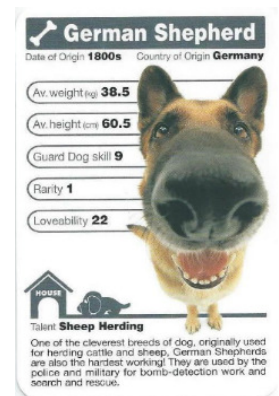 German Shepherd
Date of Origin 1800s Country of Origin Germany
Av. weight (kg) 38.5
Av. height (cm) 60.5
Guard Dog skill 9
Rarity 1
Loveability 22
HOUSE
Talent Sheep Herding
One of the cleverest breeds of dog, originally used
for herding cattle and sheep, German Shepherds
are also the hardest working! They are used by the
police and military for bomb-detection work and
search and rescue.